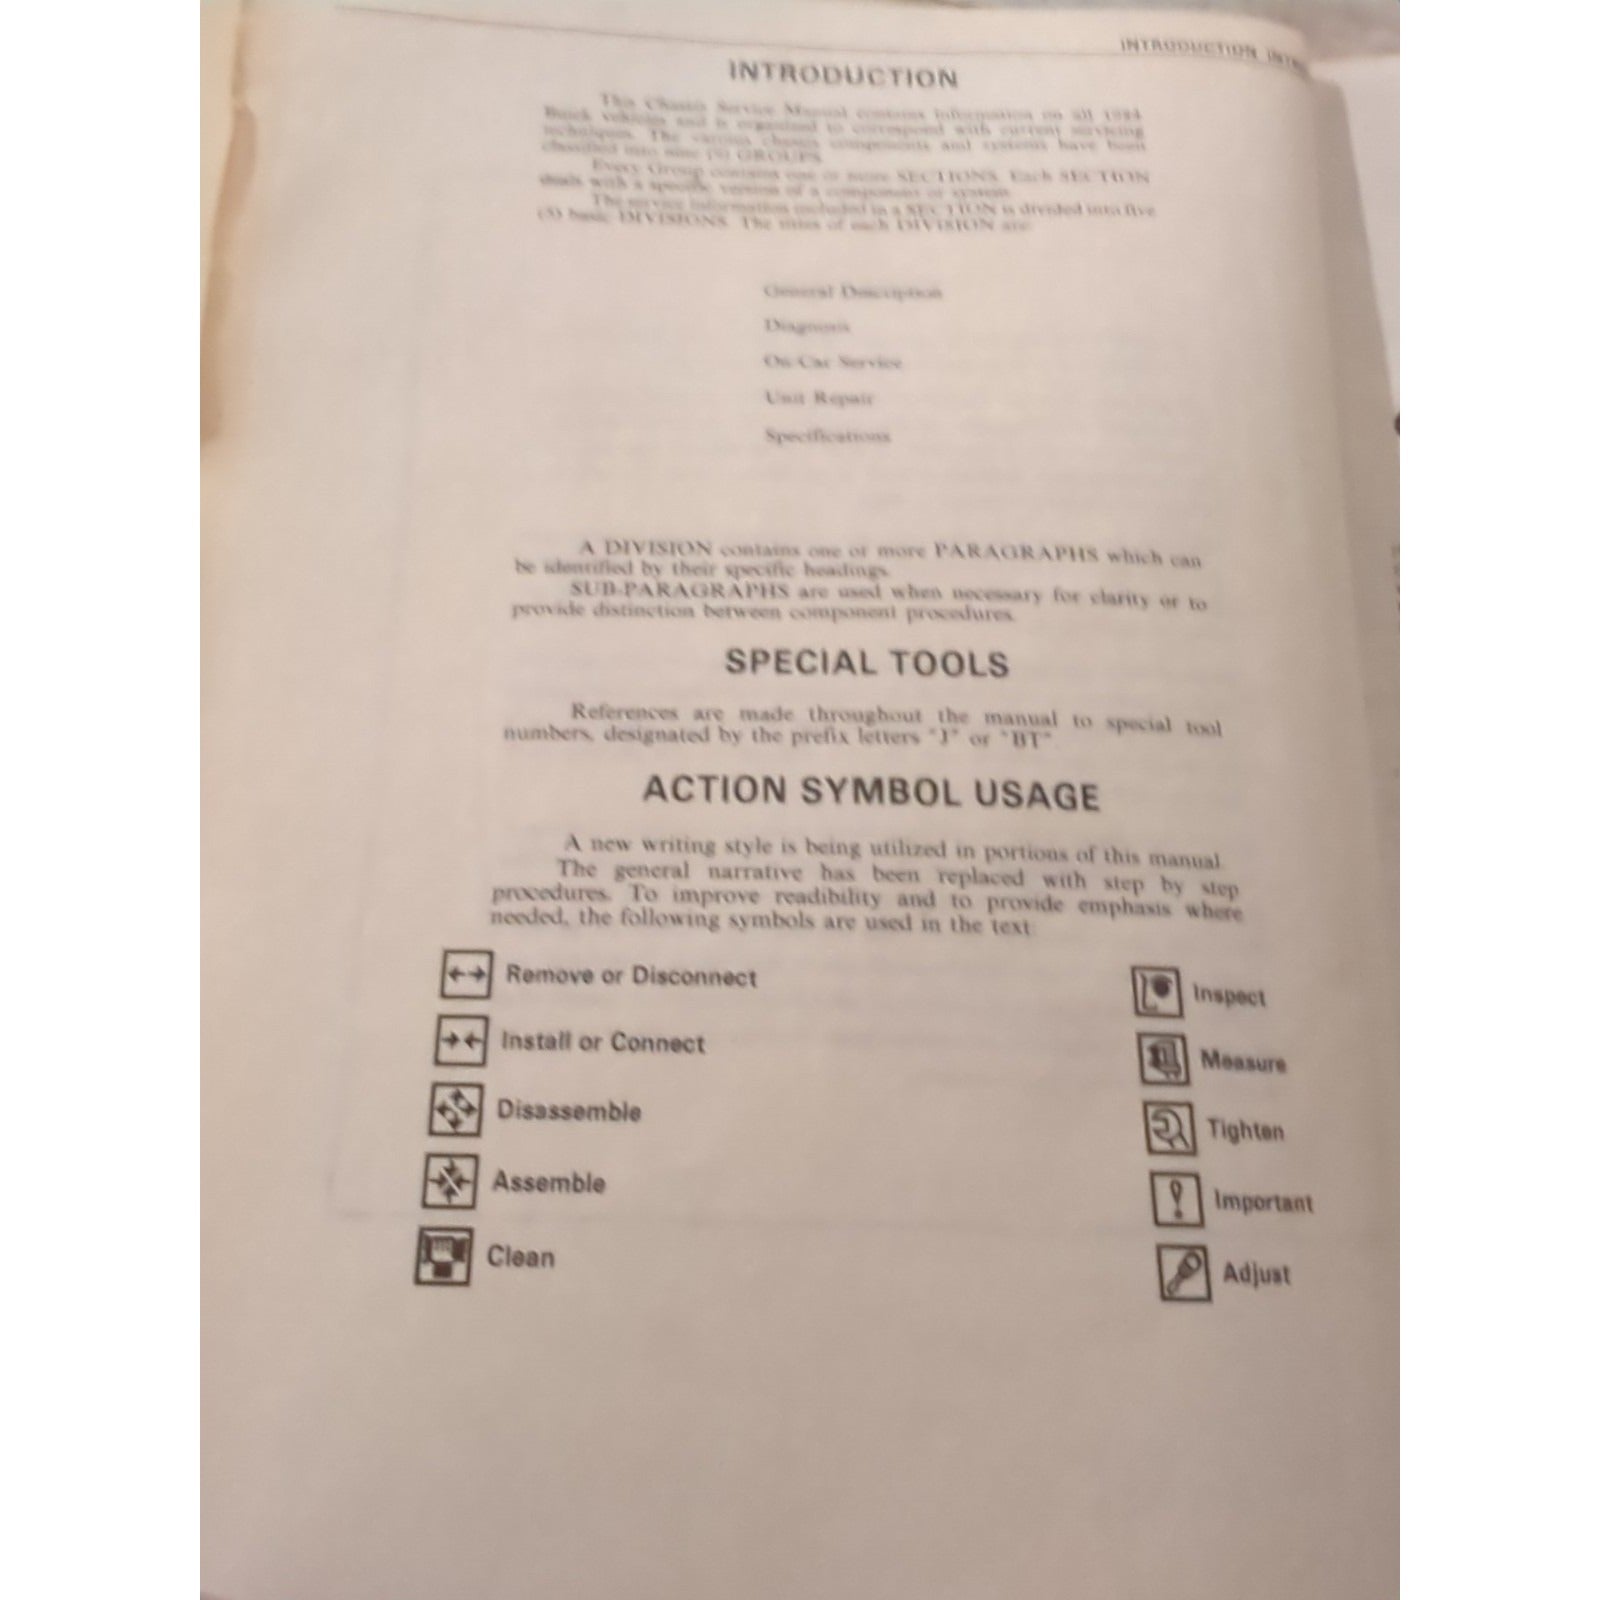 INTRODUCTION
INTRODUCTION
This Chassis Service Manual contains information on all 1984
Buick vehicles and is organized to correspond with current servicing
techniques. The various chassis components and systems have been
classified into nine (9) GROUPS.
Every Group contains one or more SECTIONS. Each SECTION
deals with a specific version of a component or system.
The service information included in a SECTION is divided into five
(5) basic DIVISIONS. The titles of each DIVISION are:
General Description
Diagnosis
On-Car Service
Unit Repair
Specifications
A DIVISION contains one or more PARAGRAPHS which can
be identified by their specific headings.
SUB-PARAGRAPHS are used when necessary for clarity or to
provide distinction between component procedures.
SPECIAL TOOLS
References are made throughout the manual to special tool
numbers, designated by the prefix letters "J" or "BT".
ACTION SYMBOL USAGE
A new writing style is being utilized in portions of this manual.
The general narrative has been replaced with step by step
procedures. To improve readibility and to provide emphasis where
needed, the following symbols are used in the text:
Remove or Disconnect
Install or Connect
Disassemble
Assemble
Clean
Inspect
Measure
Tighten
Important
Adjust